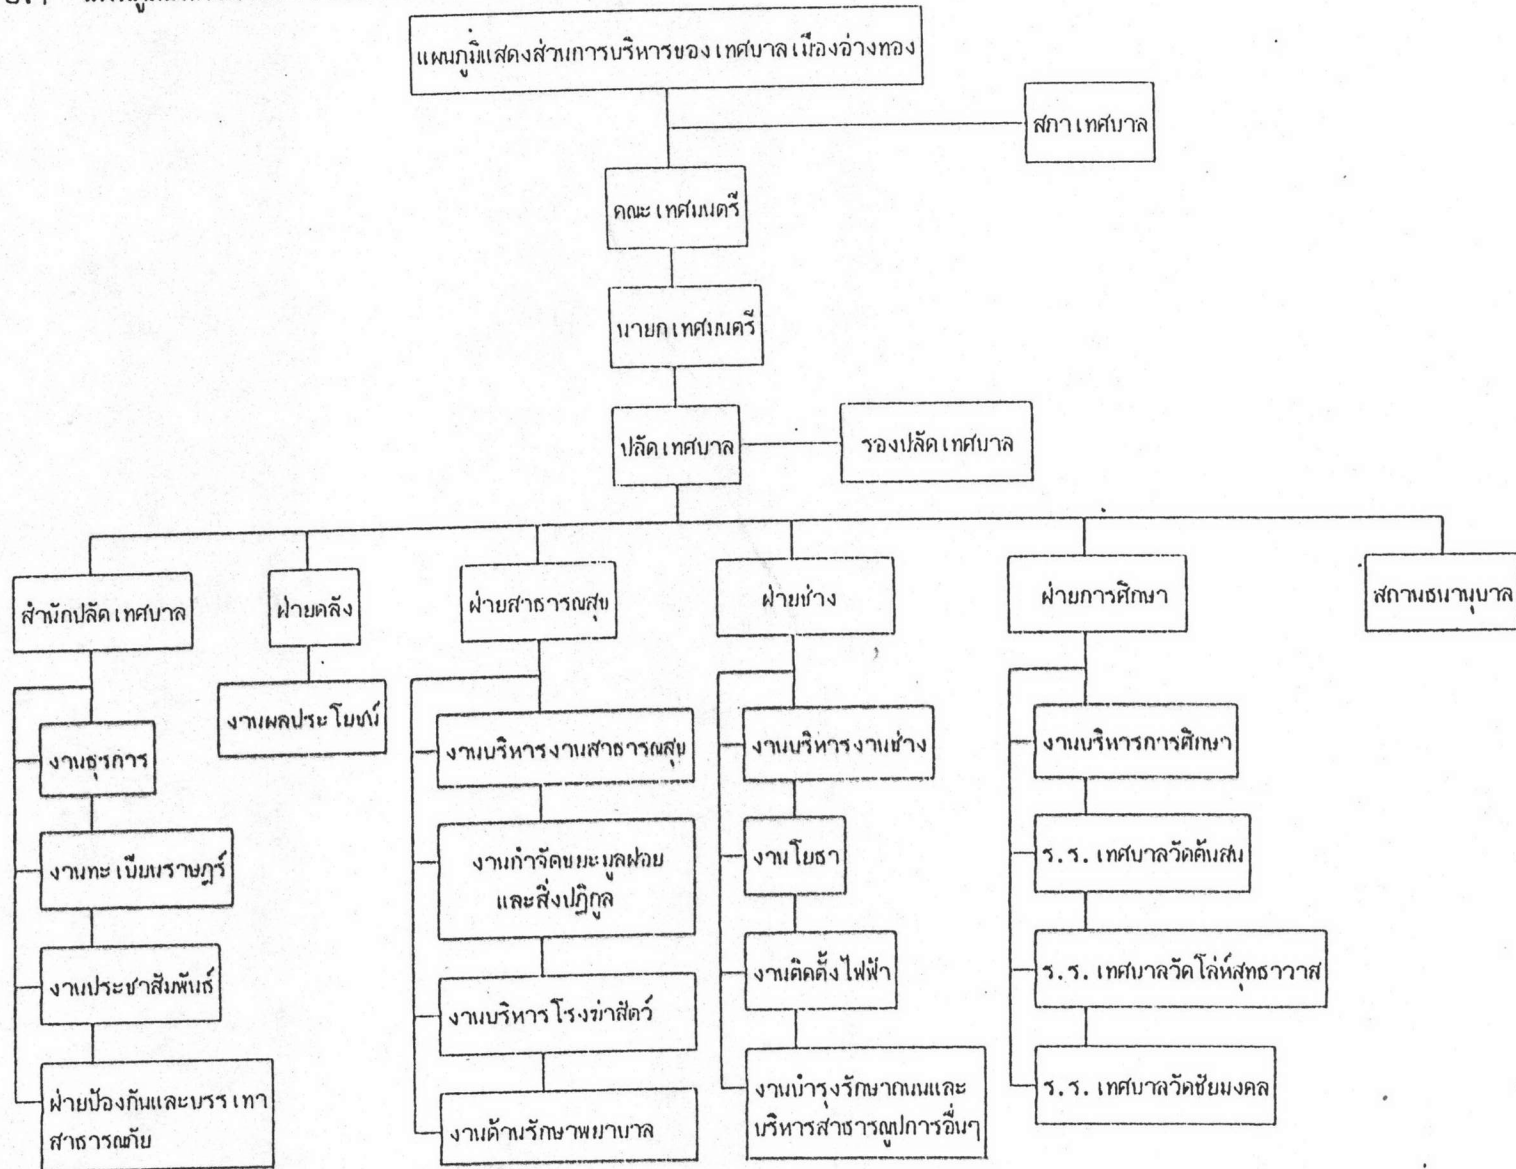 แผนภูมิแสดงส่วนการบริหารของเทศบาลเมืองอ่างทอง
สภาเทศบาล
คณะเทศมนตรี
นายกเทศมนตรี
ปลัดเทศบาล
รองปลัดเทศบาล
สำนักปลัดเทศบาล
ฝ่ายคลัง
ฝ่ายสาธารณสุข
ฝ่ายช่าง
ฝ่ายการศึกษา
สถานธนานุบาล
งานธุรการ
งานทะเบียนราษฎร์
งานประชาสัมพันธ์
ฝ่ายป้องกันและบรรเทา
สาธารณภัย
งานผลประโยชน์
งานบริหารงานสาธารณสุข
งานกำจัดขยะมูลฝอย
และสิ่งปฏิกูล
งานบริหารโรงฆ่าสัตว์
งานด้านรักษาพยาบาล
งานบริหารงานช่าง
งานโยธา
งานติดตั้งไฟฟ้า
งานบำรุงรักษาถนนและ
บริหารสาธารณูปการอื่นๆ
งานบริหารการศึกษา
ร.ร.เทศบาลวัดต้นสน
ร.ร.เทศบาลวัดโล่ห์สุทธาวาส
ร.ร.เทศบาลวัดชัยมงคล